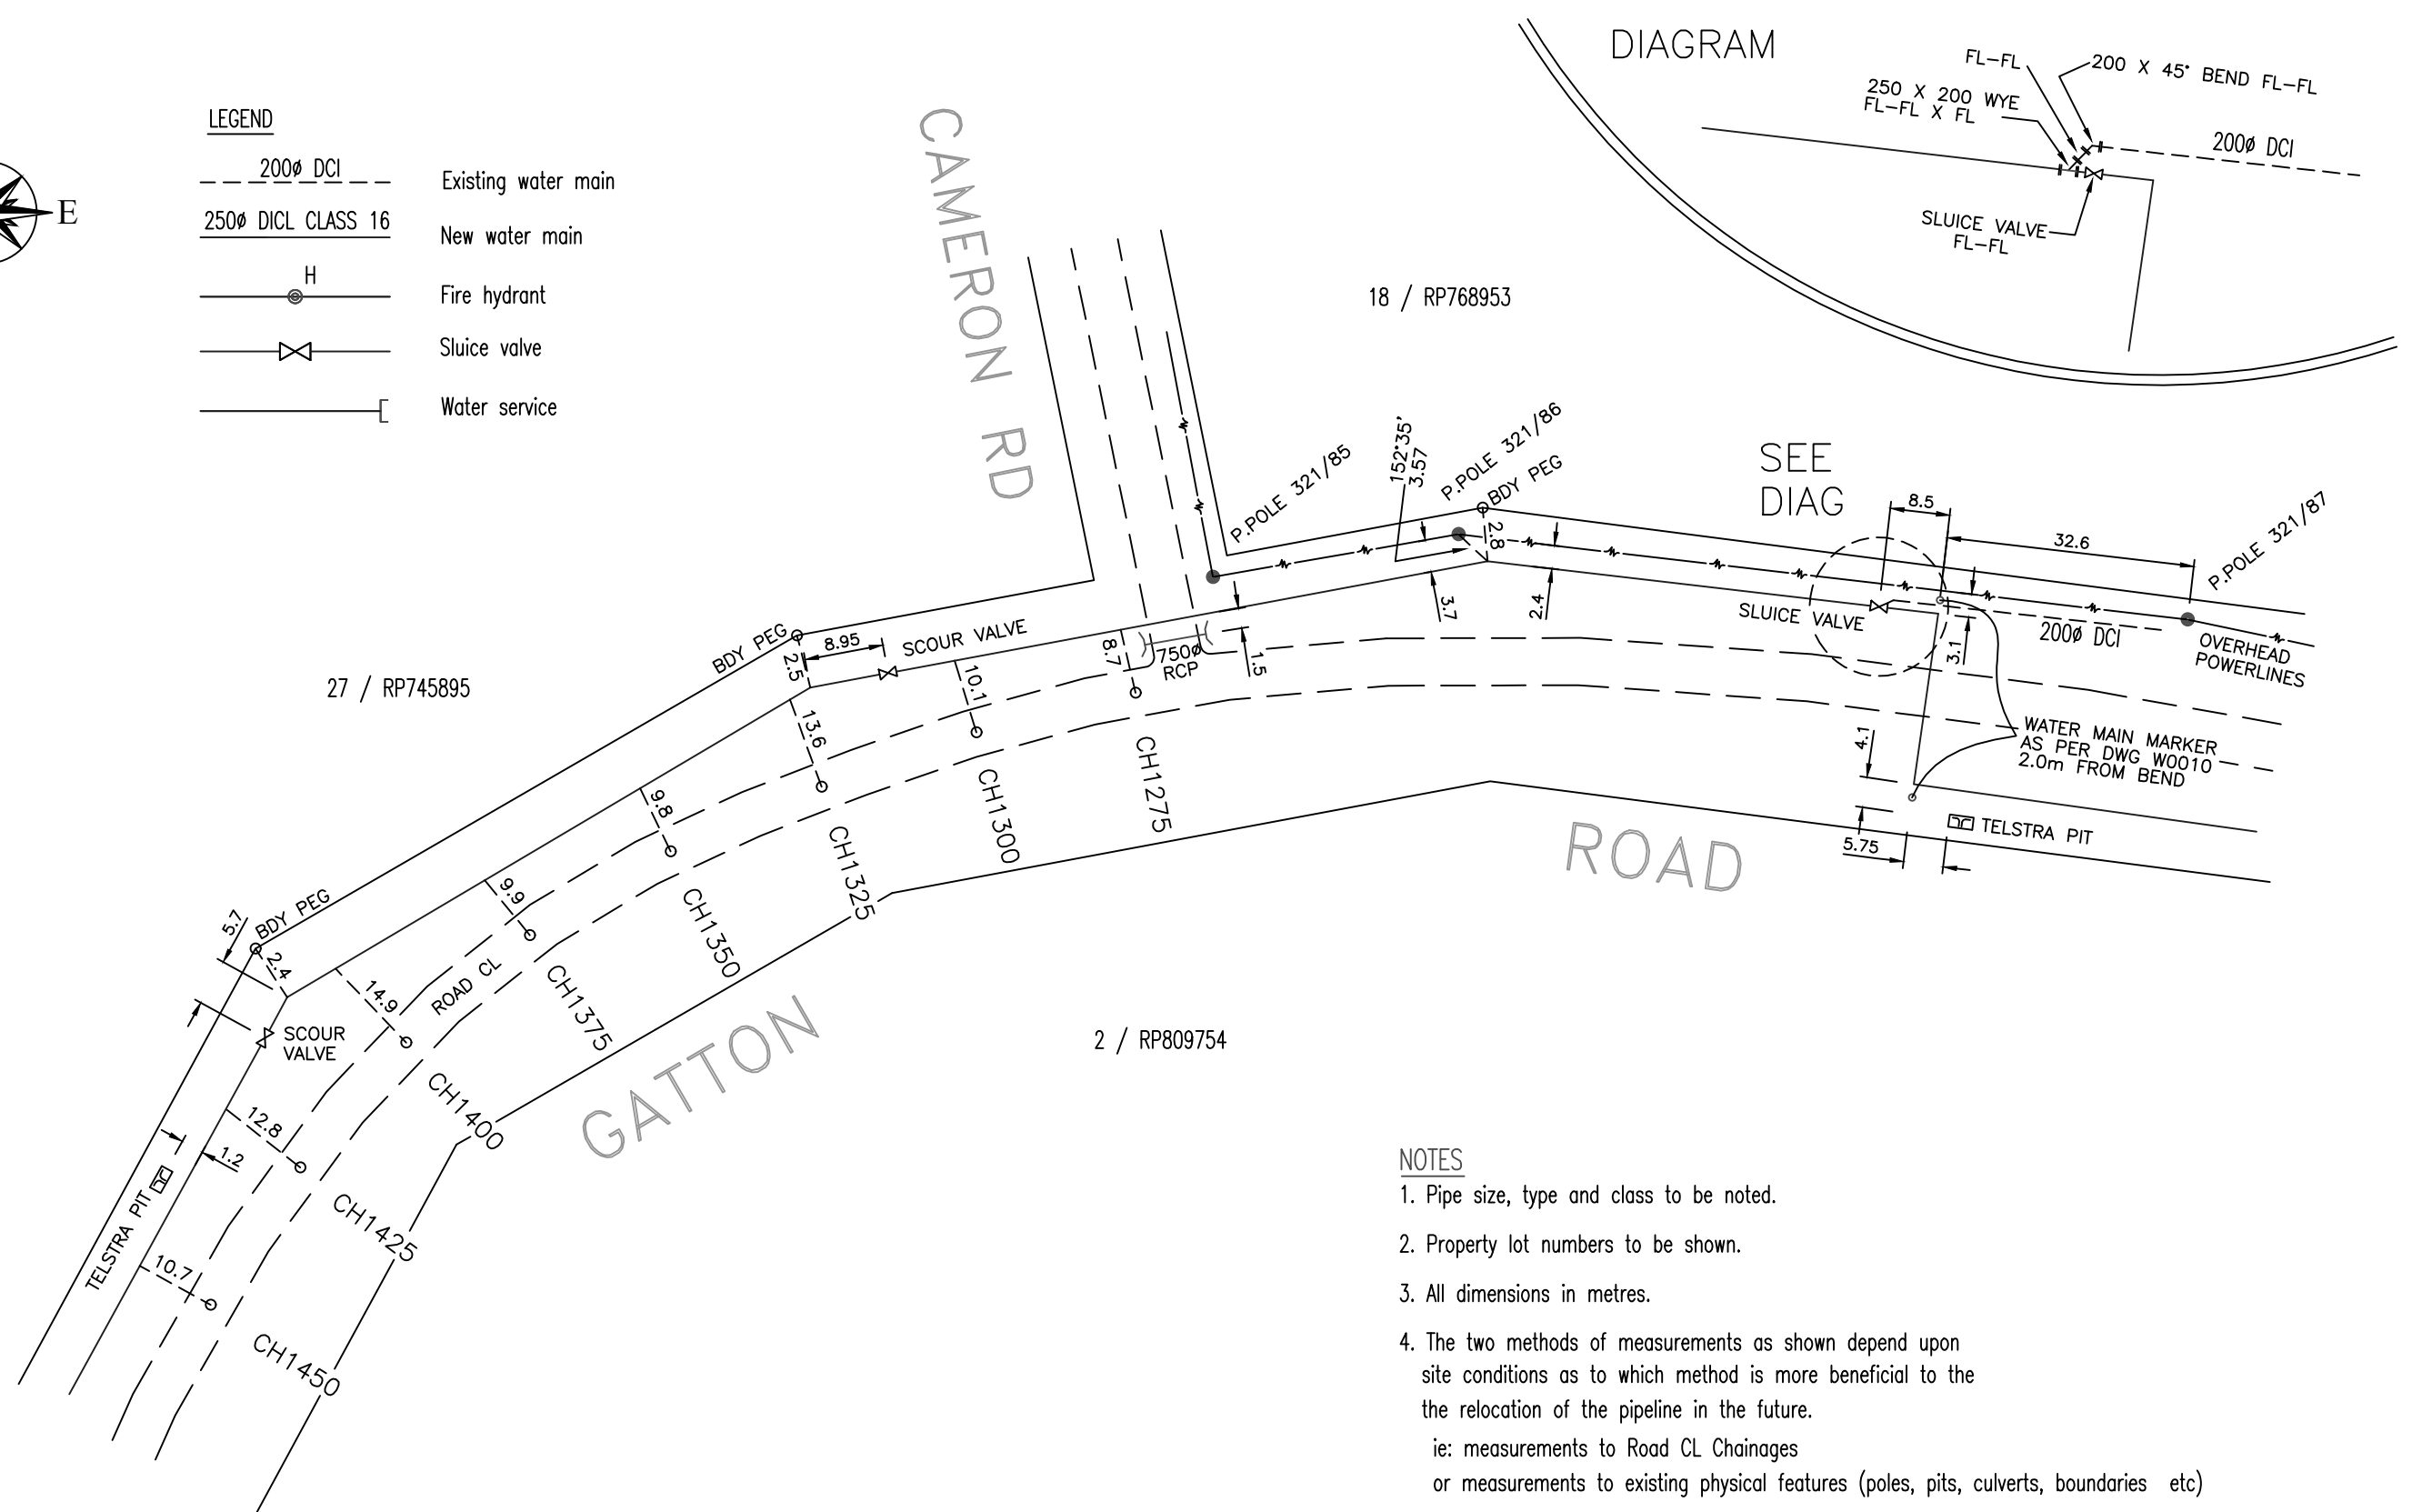 DIAGRAM
FL-FL
200 X 45° BEND FL-FL
250 X 200 WYE
FL-FL X FL
200ø DCI
SLUICE VALVE
FL-FL
LEGEND
200ø DCI
Existing water main
250ø DICL CLASS 16
New water main
H
Fire hydrant
Sluice valve
Water service
E
CAMERON RD
18 / RP768953
P.POLE 321/85
152°35'
3.57
P.POLE 321/86
BDY PEG
2.8
SEE
DIAG
8.5
32.6
P.POLE 321/87
3.7
2.4
SLUICE VALVE
200ø DCI
3.1
OVERHEAD
POWERLINES
BDY PEG
2.5
8.95
SCOUR VALVE
10.1
8.7
750ø
RCP
1.5
27 / RP745895
13.6
9.8
9.9
WATER MAIN MARKER
AS PER DWG W0010
2.0m FROM BEND
4.1
5.75
TELSTRA PIT
CH1275
CH1300
CH1325
CH1350
CH1375
CH1400
CH1425
CH1450
ROAD
5.7
BDY PEG
2.4
14.9
ROAD CL
SCOUR
VALVE
GATTON
2 / RP809754
12.8
1.2
TELSTRA PIT
10.7
NOTES
1. Pipe size, type and class to be noted.
2. Property lot numbers to be shown.
3. All dimensions in metres.
4. The two methods of measurements as shown depend upon
site conditions as to which method is more beneficial to the
the relocation of the pipeline in the future.
ie: measurements to Road CL Chainages
or measurements to existing physical features (poles, pits, culverts, boundaries etc)